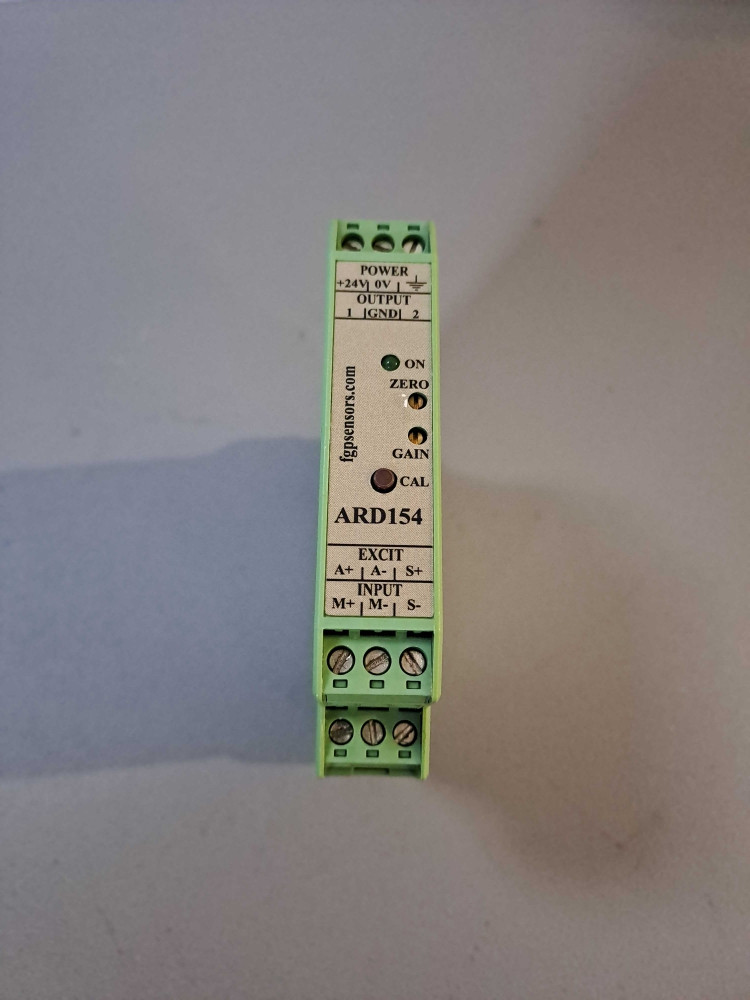 POWER
+24V| 0V | ⏚
OUTPUT
1 |GND| 2
ON
ZERO
fgpsensors.com
GAIN
CAL
ARD154
EXCIT
A+ | A- | S+
INPUT
M+ | M- | S-